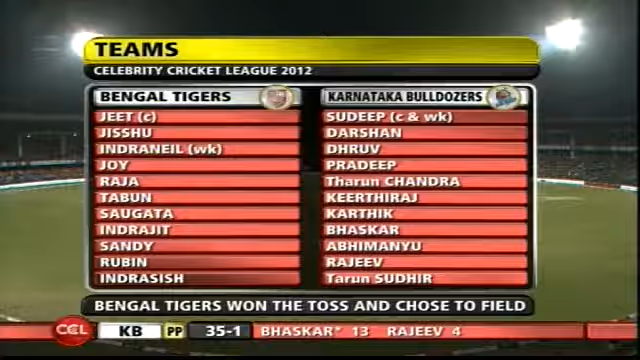 TEAMS
CELEBRITY CRICKET LEAGUE 2012
BENGAL TIGERS
JEET (c)
JISSHU
INDRANEIL (wk)
JOY
RAJA
TABUN
SAUGATA
INDRAJIT
SANDY
RUBIN
INDRASISH
KARNATAKA BULLDOZERS
SUDEEP (c & wk)
DARSHAN
DHRUV
PRADEEP
Tharun CHANDRA
KEERTHIRAJ
KARTHIK
BHASKAR
ABHIMANYU
RAJEEV
Tarun SUDHIR
BENGAL TIGERS WON THE TOSS AND CHOSE TO FIELD
CCL KB PP 35-1 BHASKAR* 13 RAJEEV 4